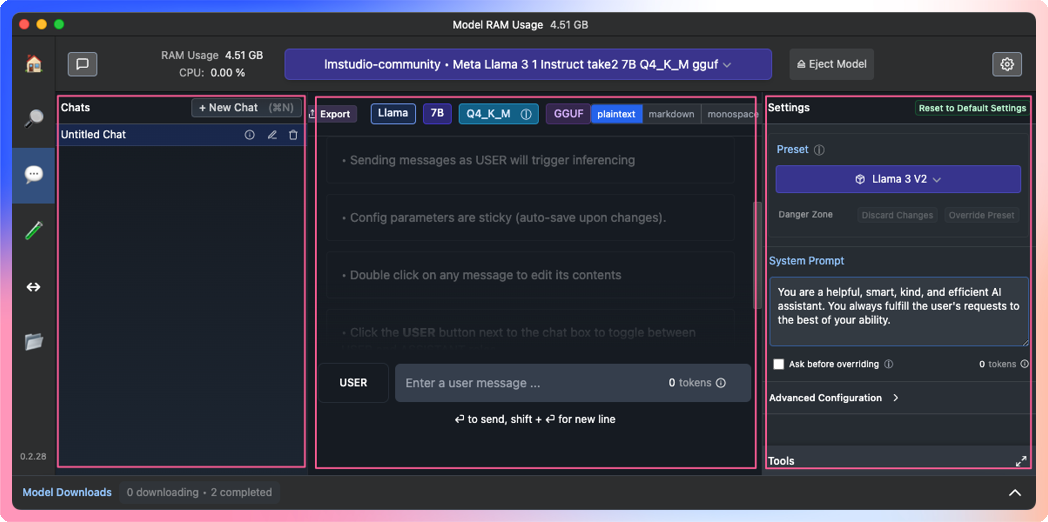 Model RAM Usage 4.51 GB
RAM Usage 4.51 GB
CPU: 0.00 %
lmstudio-community • Meta Llama 3 1 Instruct take2 7B Q4_K_M gguf
Eject Model
Chats
+ New Chat (⌘N)
Untitled Chat
Export
Llama
7B
Q4_K_M
GGUF
plaintext
markdown
monospace
• Sending messages as USER will trigger inferencing
• Config parameters are sticky (auto-save upon changes).
• Double click on any message to edit its contents
• Click the USER button next to the chat box to toggle between
USER
Enter a user message ...
0 tokens
↵ to send, shift + ↵ for new line
Settings
Reset to Default Settings
Preset
Llama 3 V2
Danger Zone
Discard Changes
Override Preset
System Prompt
You are a helpful, smart, kind, and efficient AI
assistant. You always fulfill the user's requests to
the best of your ability.
Ask before overriding
0 tokens
Advanced Configuration
Tools
0.2.28
Model Downloads
0 downloading • 2 completed